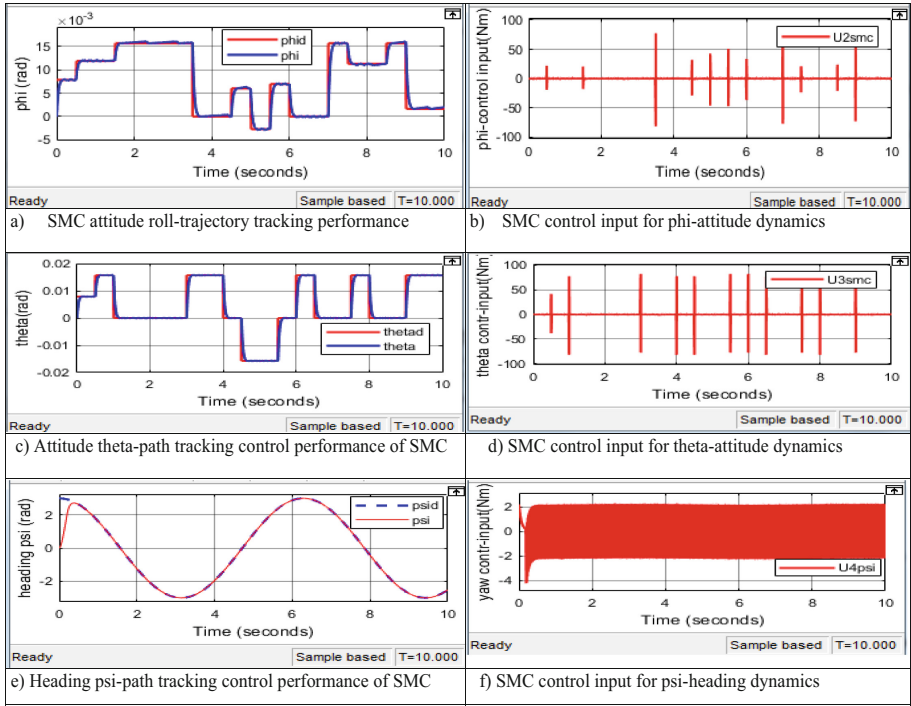 ×10⁻³
15
10
5
0
-5
phi (rad)
phid
phi
0 2 4 6 8 10
Time (seconds)
Ready Sample based T=10.000
a) SMC attitude roll-trajectory tracking performance
100
50
0
-50
-100
phi-control input(Nm)
U2smc
0 2 4 6 8 10
Time (seconds)
Ready Sample based T=10.000
b) SMC control input for phi-attitude dynamics
0.02
0.01
0
-0.01
-0.02
theta(rad)
thetad
theta
0 2 4 6 8 10
Time (seconds)
Ready Sample based T=10.000
c) Attitude theta-path tracking control performance of SMC
100
50
0
-50
-100
theta contr-input(Nm)
U3smc
0 2 4 6 8 10
Time (seconds)
Ready Sample based T=10.000
d) SMC control input for theta-attitude dynamics
2
0
-2
heading psi (rad)
psid
psi
0 2 4 6 8 10
Time (seconds)
Ready Sample based T=10.000
e) Heading psi-path tracking control performance of SMC
2
0
-2
-4
yaw contr-input(Nm)
U4psi
0 2 4 6 8 10
Time (seconds)
Ready Sample based T=10.000
f) SMC control input for psi-heading dynamics